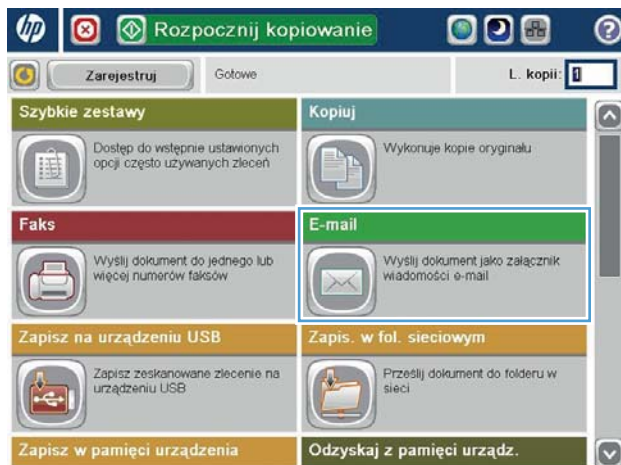 hp
Rozpocznij kopiowanie
?
Zarejestruj
Gotowe
L. kopii: 1
Szybkie zestawy
Dostęp do wstępnie ustawionych
opcji często używanych zleceń
Kopiuj
Wykonuje kopie oryginału
Faks
Wyślij dokument do jednego lub
więcej numerów faksów
E-mail
Wyślij dokument jako załącznik
wiadomości e-mail
Zapisz na urządzeniu USB
Zapisz zeskanowane zlecenie na
urządzeniu USB
Zapis. w fol. sieciowym
Prześlij dokument do folderu w
sieci
Zapisz w pamięci urządzenia
Odzyskaj z pamięci urządz.